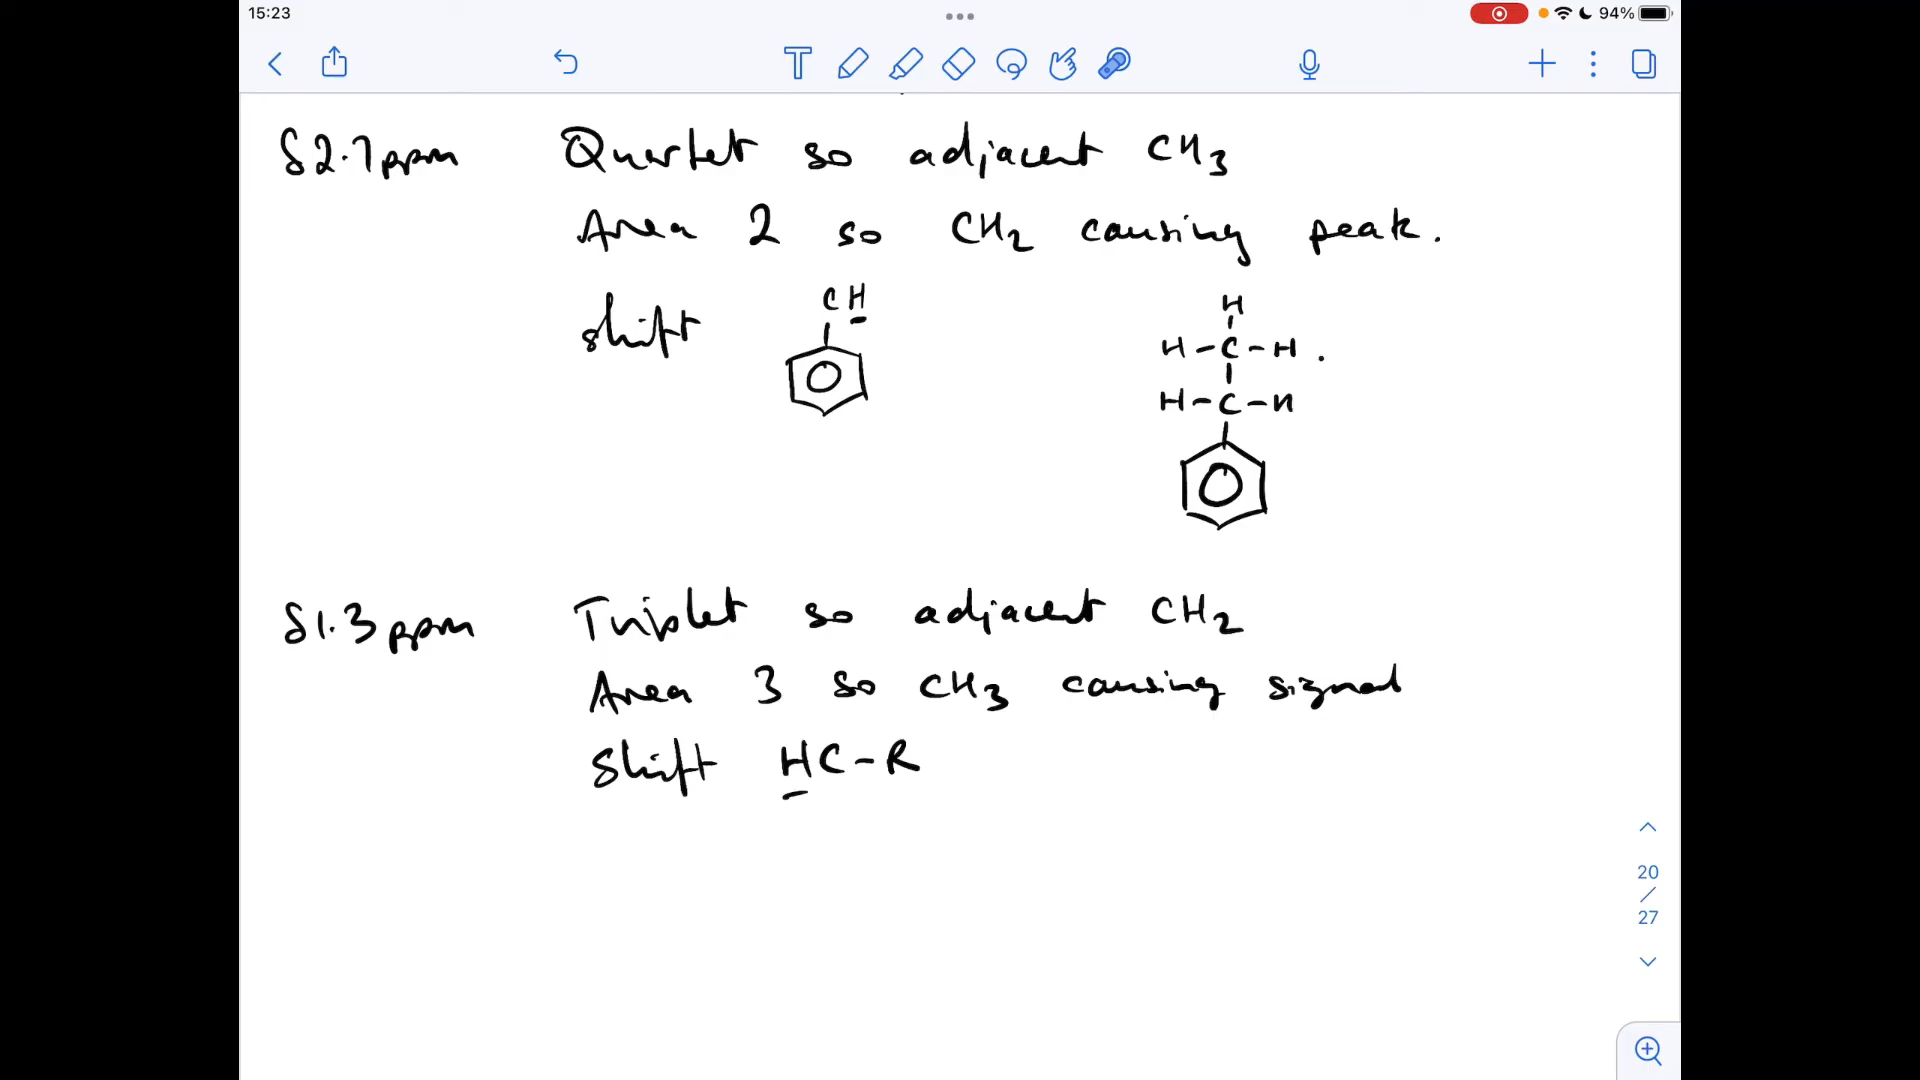 15:23
94%
δ2.7ppm Quartet so adjacent CH3
Area 2 so CH2 causing peak.
shift CH
H
H-C-H.
H-C-H
δ1.3ppm Triplet so adjacent CH2
Area 3 so CH3 causing signal
Shift HC-R
20
/
27